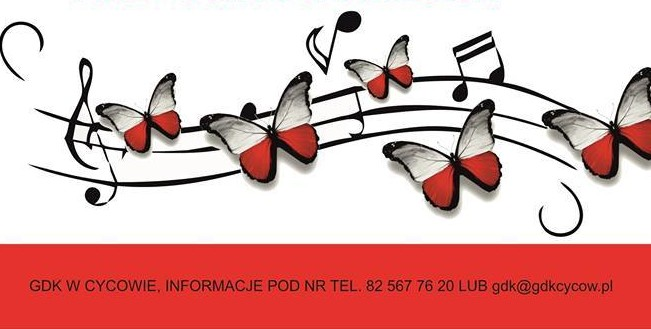 GDK W CYCOWIE, INFORMACJE POD NR TEL. 82 567 76 20 LUB gdk@gdkcycow.pl